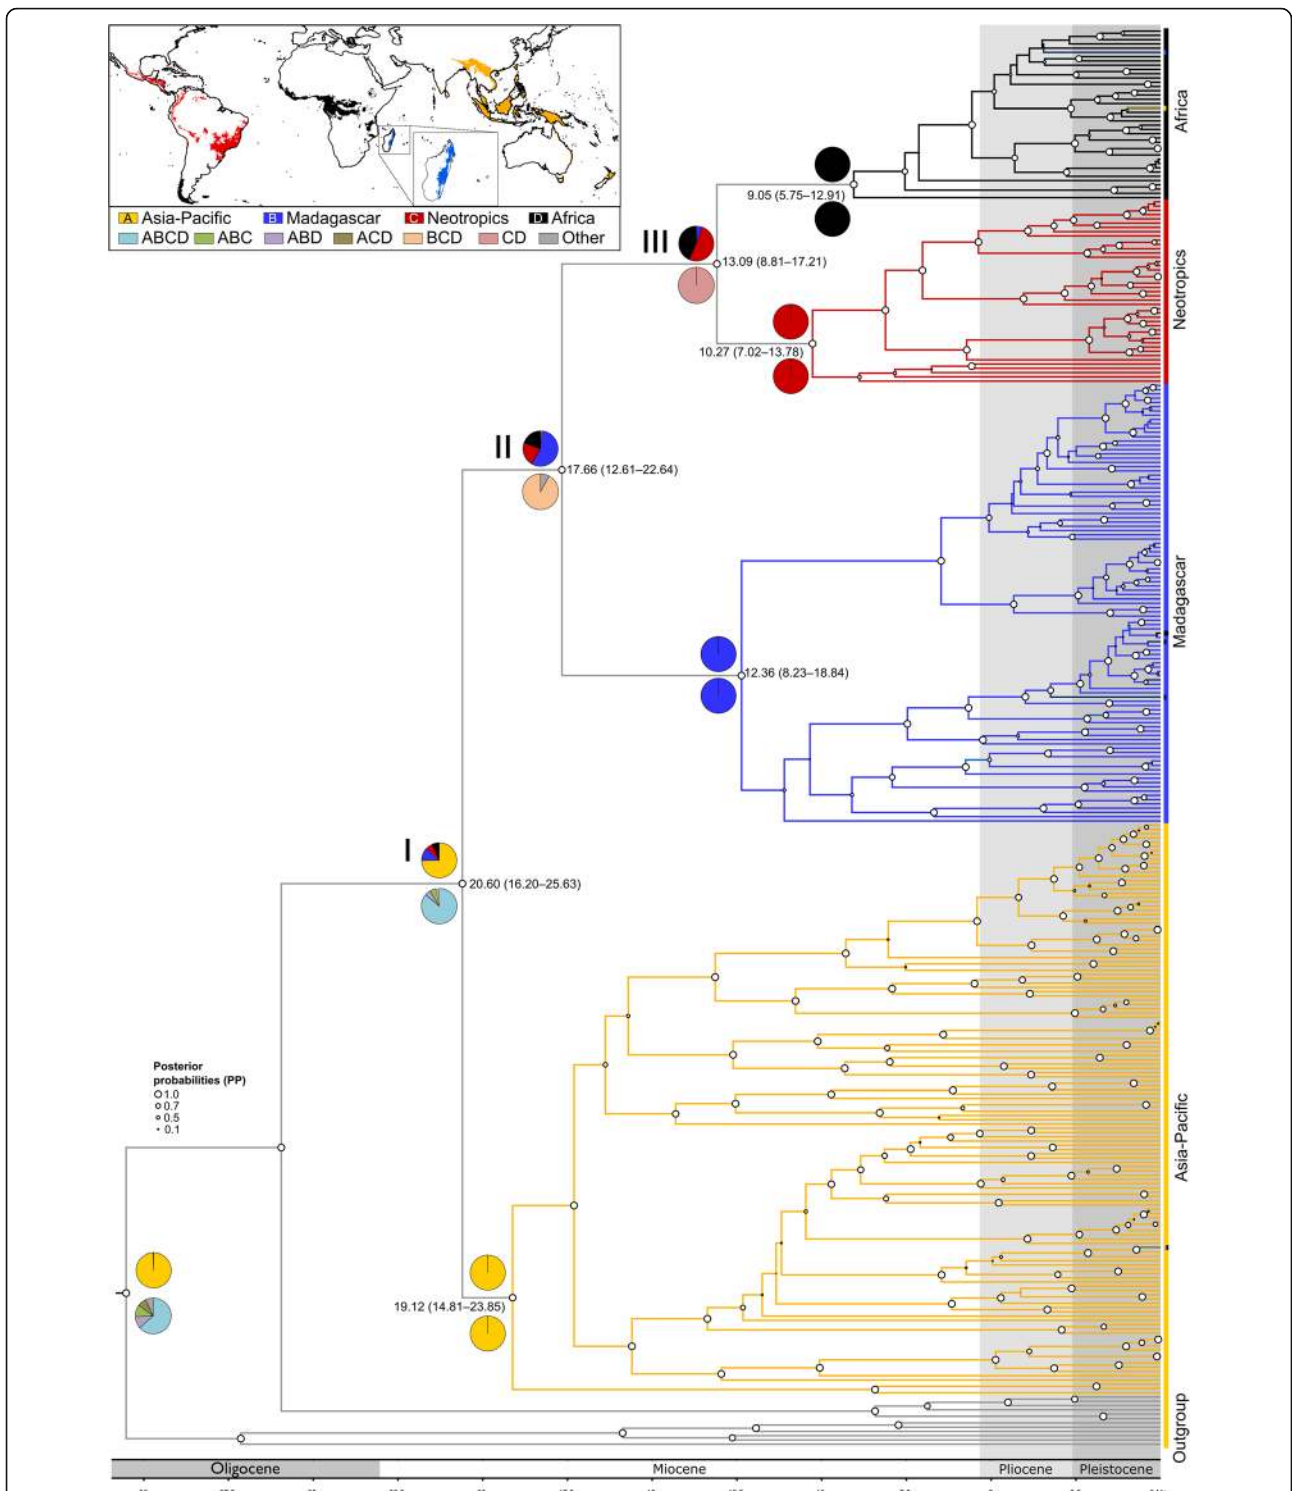 A Asia-Pacific B Madagascar C Neotropics D Africa
ABCD ABC ABD ACD BCD CD Other
Africa
9.05 (5.75–12.91)
III
13.09 (8.81–17.21)
Neotropics
10.27 (7.02–13.78)
II
17.66 (12.61–22.64)
Madagascar
12.36 (8.23–18.84)
I
20.60 (16.20–25.63)
Posterior
probabilities (PP)
1.0
0.7
0.5
0.1
Asia-Pacific
19.12 (14.81–23.85)
Outgroup
Oligocene Miocene Pliocene Pleistocene